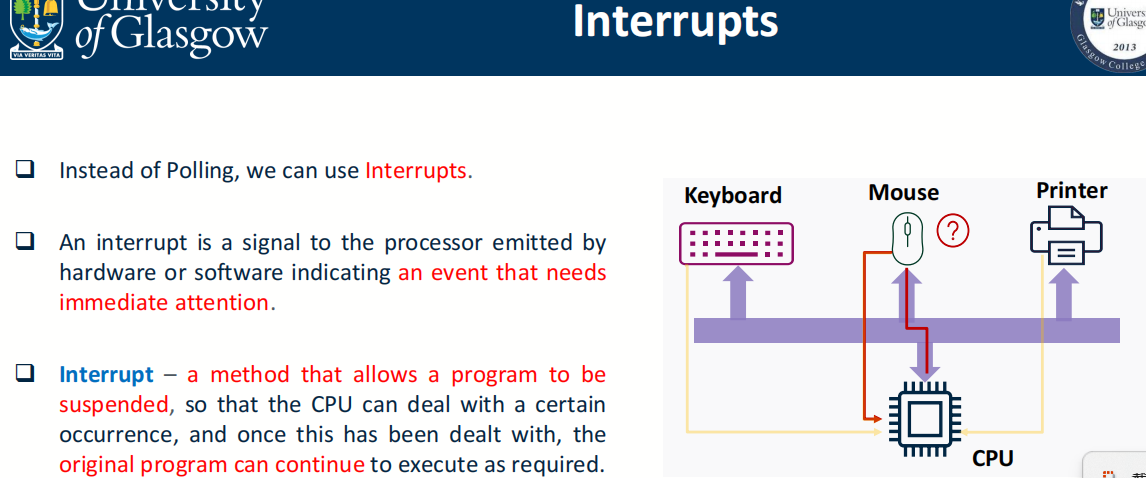 University
of Glasgow
VIA VERITAS VITA
Interrupts
2013
Glasgow College
Instead of Polling, we can use Interrupts.
An interrupt is a signal to the processor emitted by
hardware or software indicating an event that needs
immediate attention.
Interrupt – a method that allows a program to be
suspended, so that the CPU can deal with a certain
occurrence, and once this has been dealt with, the
original program can continue to execute as required.
Keyboard
Mouse
Printer
?
CPU